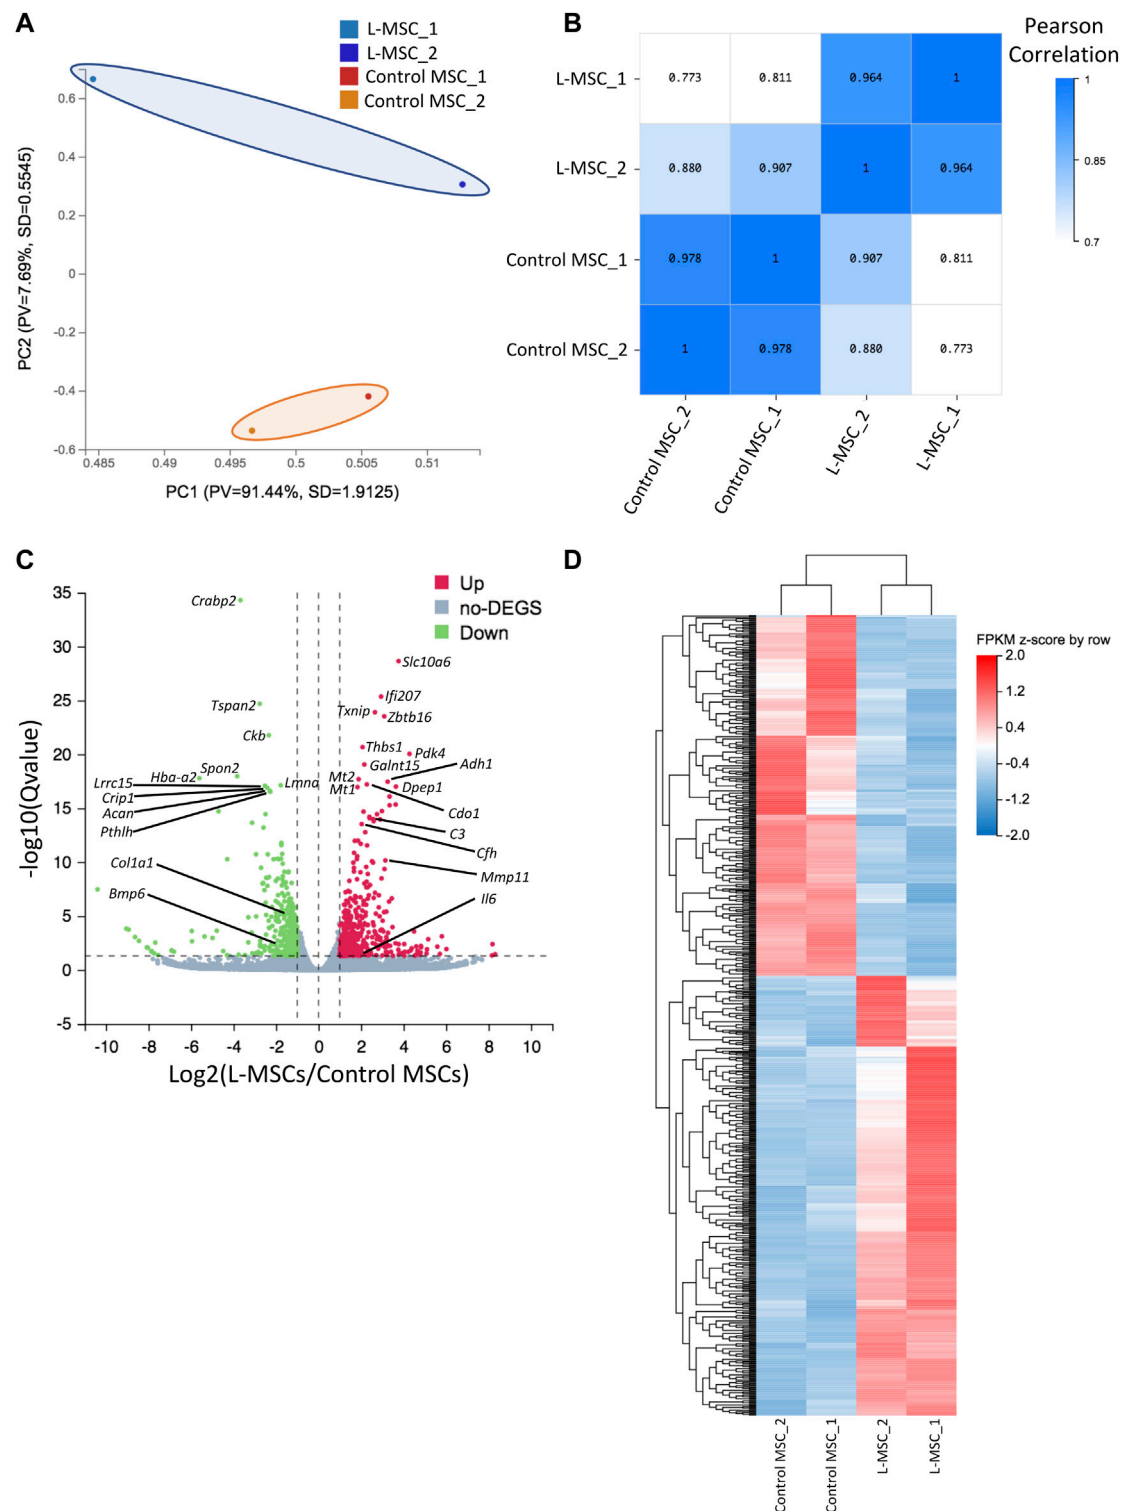 A
L-MSC_1
L-MSC_2
Control MSC_1
Control MSC_2
PC2 (PV=7.69%, SD=0.5545)
0.6
0.4
0.2
0
-0.2
-0.4
-0.6
0.485
0.49
0.495
0.5
0.505
0.51
PC1 (PV=91.44%, SD=1.9125)
B
Pearson
Correlation
L-MSC_1
0.773
0.811
0.964
1
L-MSC_2
0.880
0.907
1
0.964
Control MSC_1
0.978
1
0.907
0.811
Control MSC_2
1
0.978
0.880
0.773
Control MSC_2
Control MSC_1
L-MSC_2
L-MSC_1
1
0.85
0.7
C
Up
no-DEGS
Down
-log10(Qvalue)
35
30
25
20
15
10
5
0
-5
Crabp2
Slc10a6
Ifi207
Tspan2
Txnip
Zbtb16
Ckb
Thbs1
Pdk4
Galnt15
Adh1
Spon2
Hba-a2
Mt2
Lrrc15
Lmna
Mt1
Dpep1
Crip1
Acan
Cdo1
Pthlh
C3
Cfh
Col1a1
Mmp11
Bmp6
Il6
-10
-8
-6
-4
-2
0
2
4
6
8
10
Log2(L-MSCs/Control MSCs)
D
FPKM z-score by row
2.0
1.2
0.4
-0.4
-1.2
-2.0
Control MSC_2
Control MSC_1
L-MSC_2
L-MSC_1